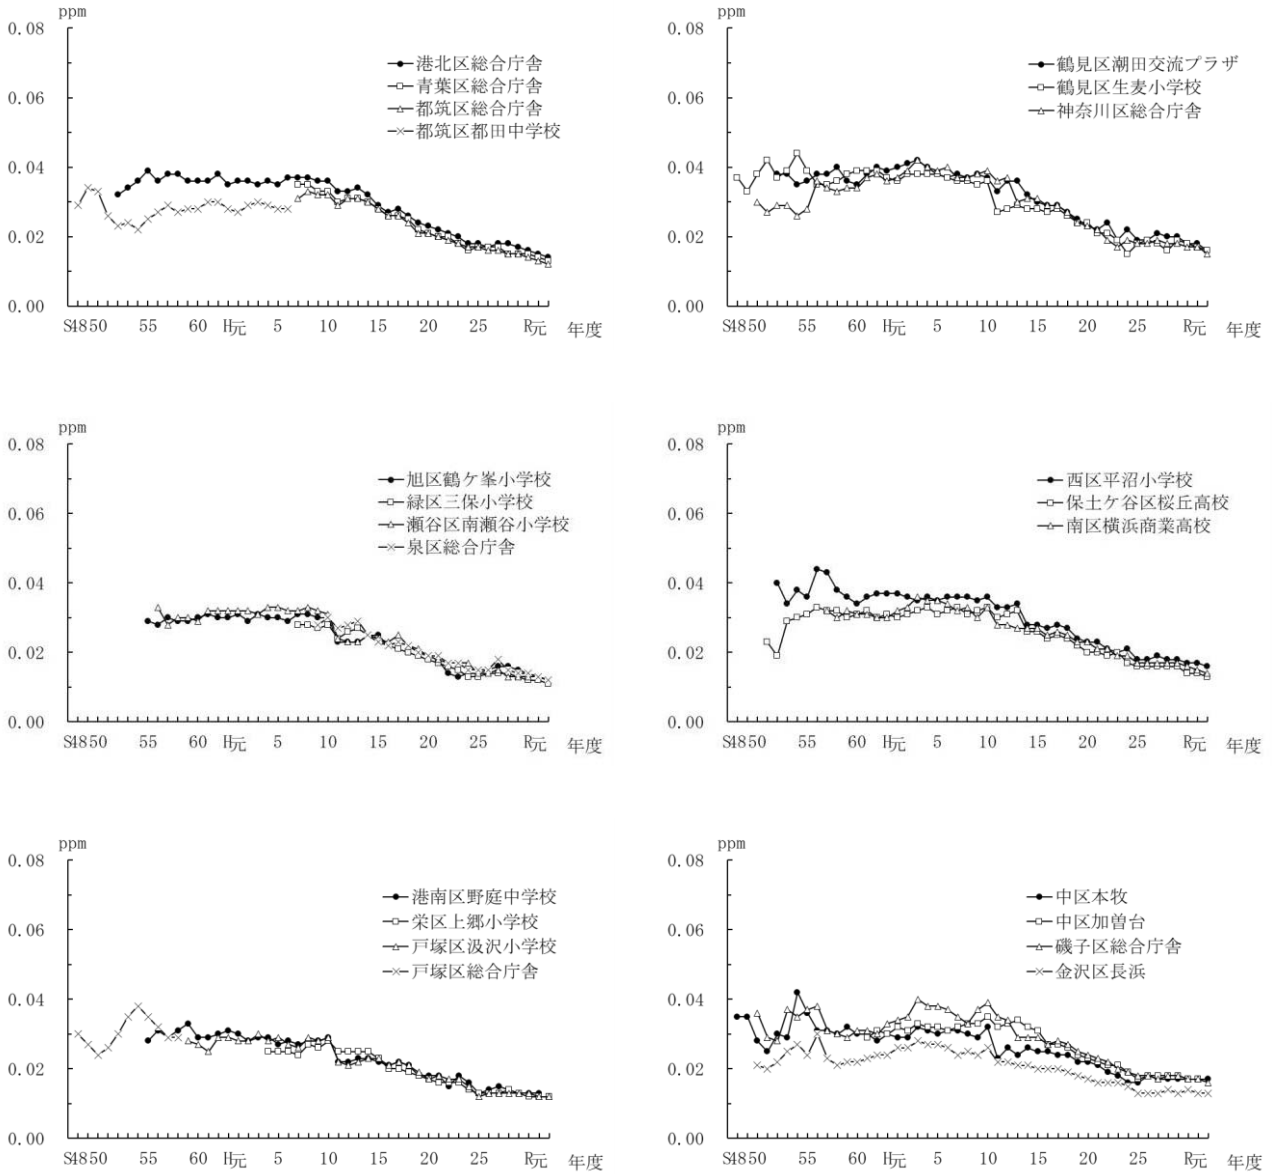 ppm
0.08
0.06
0.04
0.02
0.00
港北区総合庁舎
青葉区総合庁舎
都筑区総合庁舎
都筑区都田中学校
S48 50 55 60 H元 5 10 15 20 25 R元 年度
ppm
0.08
0.06
0.04
0.02
0.00
鶴見区潮田交流プラザ
鶴見区生麦小学校
神奈川区総合庁舎
S48 50 55 60 H元 5 10 15 20 25 R元 年度
ppm
0.08
0.06
0.04
0.02
0.00
旭区鶴ケ峯小学校
緑区三保小学校
瀬谷区南瀬谷小学校
泉区総合庁舎
S48 50 55 60 H元 5 10 15 20 25 R元 年度
ppm
0.08
0.06
0.04
0.02
0.00
西区平沼小学校
保土ケ谷区桜丘高校
南区横浜商業高校
S48 50 55 60 H元 5 10 15 20 25 R元 年度
ppm
0.08
0.06
0.04
0.02
0.00
港南区野庭中学校
栄区上郷小学校
戸塚区汲沢小学校
戸塚区総合庁舎
S48 50 55 60 H元 5 10 15 20 25 R元 年度
ppm
0.08
0.06
0.04
0.02
0.00
中区本牧
中区加曽台
磯子区総合庁舎
金沢区長浜
S48 50 55 60 H元 5 10 15 20 25 R元 年度